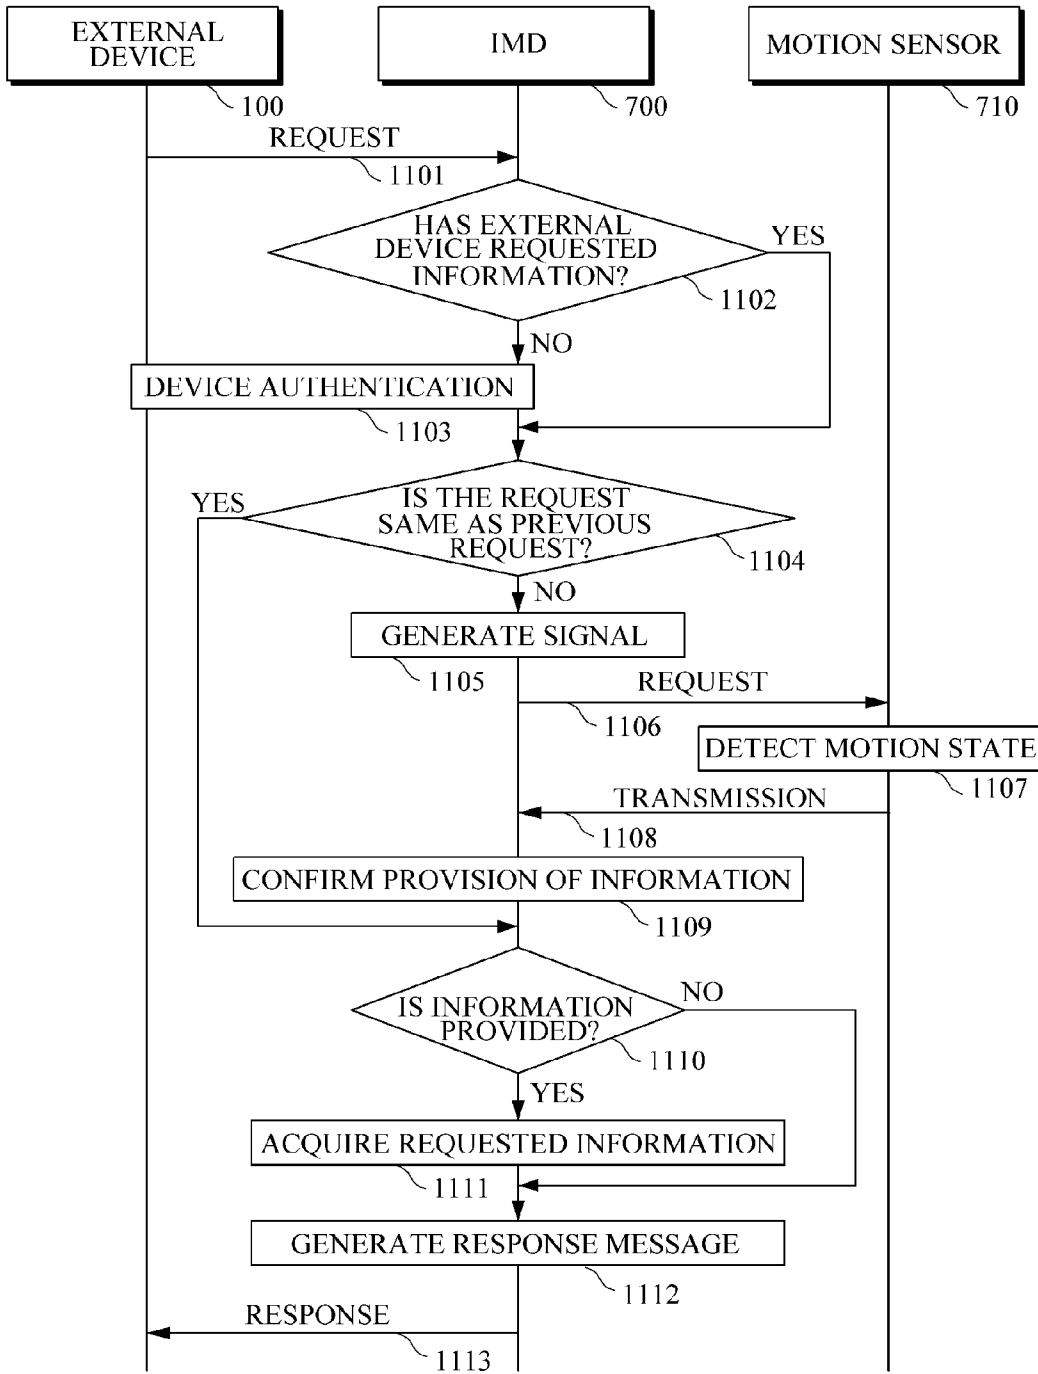 EXTERNAL
DEVICE
100
IMD
700
MOTION SENSOR
710
REQUEST
1101
HAS EXTERNAL
DEVICE REQUESTED
INFORMATION?
1102
YES
NO
DEVICE AUTHENTICATION
1103
YES
IS THE REQUEST
SAME AS PREVIOUS
REQUEST?
1104
NO
GENERATE SIGNAL
1105
REQUEST
1106
DETECT MOTION STATE
1107
TRANSMISSION
1108
CONFIRM PROVISION OF INFORMATION
1109
IS INFORMATION
PROVIDED?
1110
NO
YES
ACQUIRE REQUESTED INFORMATION
1111
GENERATE RESPONSE MESSAGE
1112
RESPONSE
1113